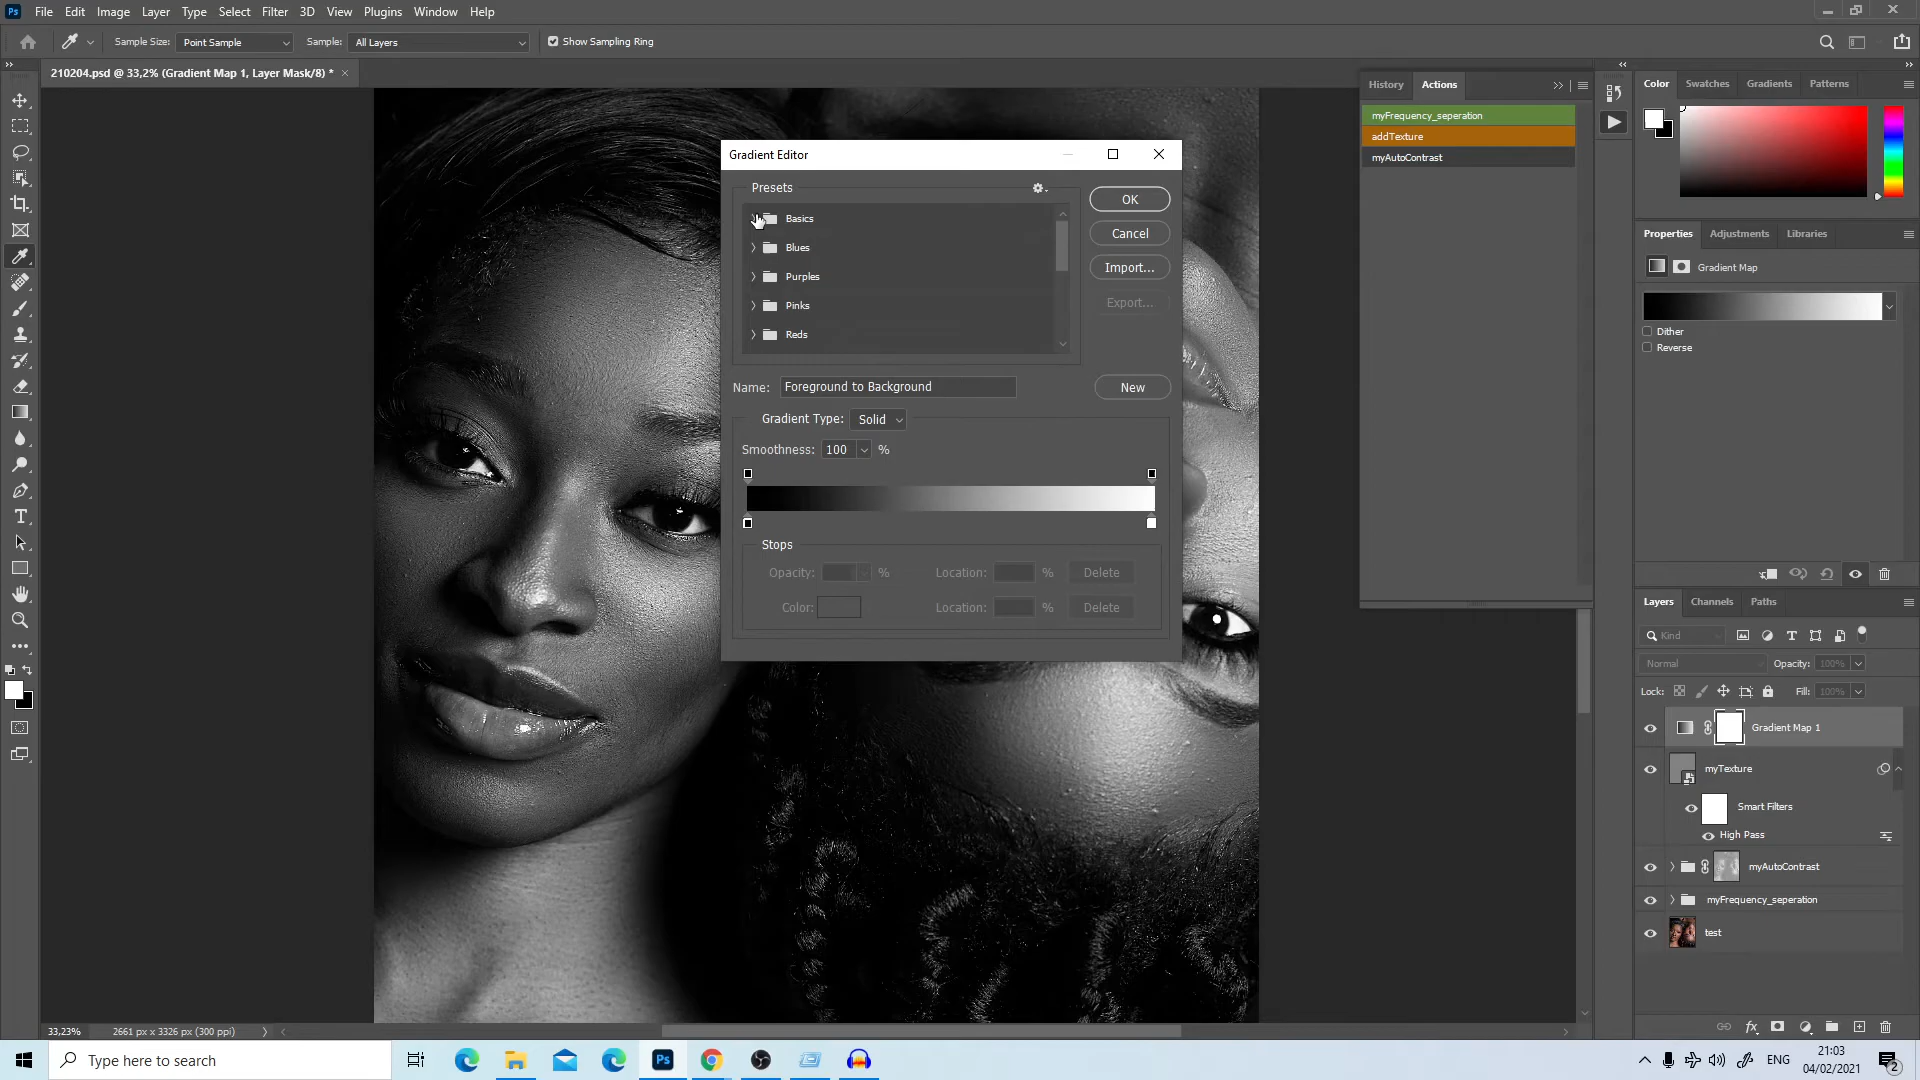 Ps File Edit Image Layer Type Select Filter 3D View Plugins Window Help
Sample Size: Point Sample Sample: All Layers Show Sampling Ring
210204.psd @ 33,2% (Gradient Map 1, Layer Mask/8) * ×
History Actions
myFrequency_seperation
addTexture
myAutoContrast
Color Swatches Gradients Patterns
Gradient Editor
Presets
Basics
Blues
Purples
Pinks
Reds
OK
Cancel
Import...
Export...
Name: Foreground to Background New
Gradient Type: Solid
Smoothness: 100 %
Stops
Opacity: % Location: % Delete
Color: Location: % Delete
Properties Adjustments Libraries
Gradient Map
Dither
Reverse
Layers Channels Paths
Kind
Normal Opacity: 100%
Lock: Fill: 100%
Gradient Map 1
myTexture
Smart Filters
High Pass
myAutoContrast
myFrequency_seperation
test
33,23% 2661 px x 3326 px (300 ppi)
Type here to search
Ps
ENG
21:03
04/02/2021
2